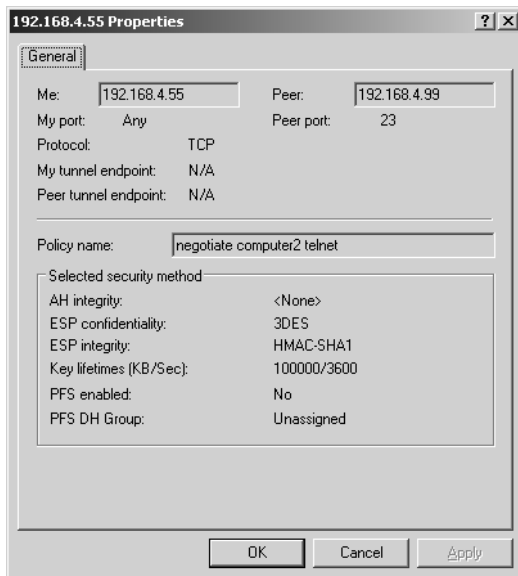 192.168.4.55 Properties
General
Me: 192.168.4.55 Peer: 192.168.4.99
My port: Any Peer port: 23
Protocol: TCP
My tunnel endpoint: N/A
Peer tunnel endpoint: N/A
Policy name: negotiate computer2 telnet
Selected security method
AH integrity: <None>
ESP confidentiality: 3DES
ESP integrity: HMAC-SHA1
Key lifetimes (KB/Sec): 100000/3600
PFS enabled: No
PFS DH Group: Unassigned
OK Cancel Apply